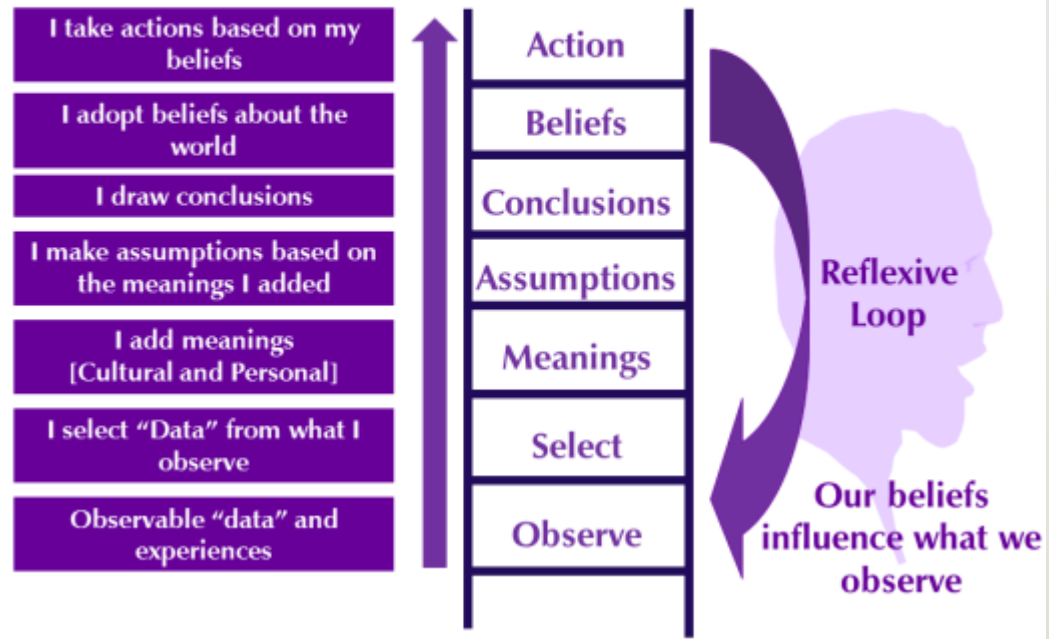 I take actions based on my
beliefs
I adopt beliefs about the
world
I draw conclusions
I make assumptions based on
the meanings I added
I add meanings
[Cultural and Personal]
I select “Data” from what I
observe
Observable “data” and
experiences
Action
Beliefs
Conclusions
Assumptions
Meanings
Select
Observe
Reflexive
Loop
Our beliefs
influence what we
observe